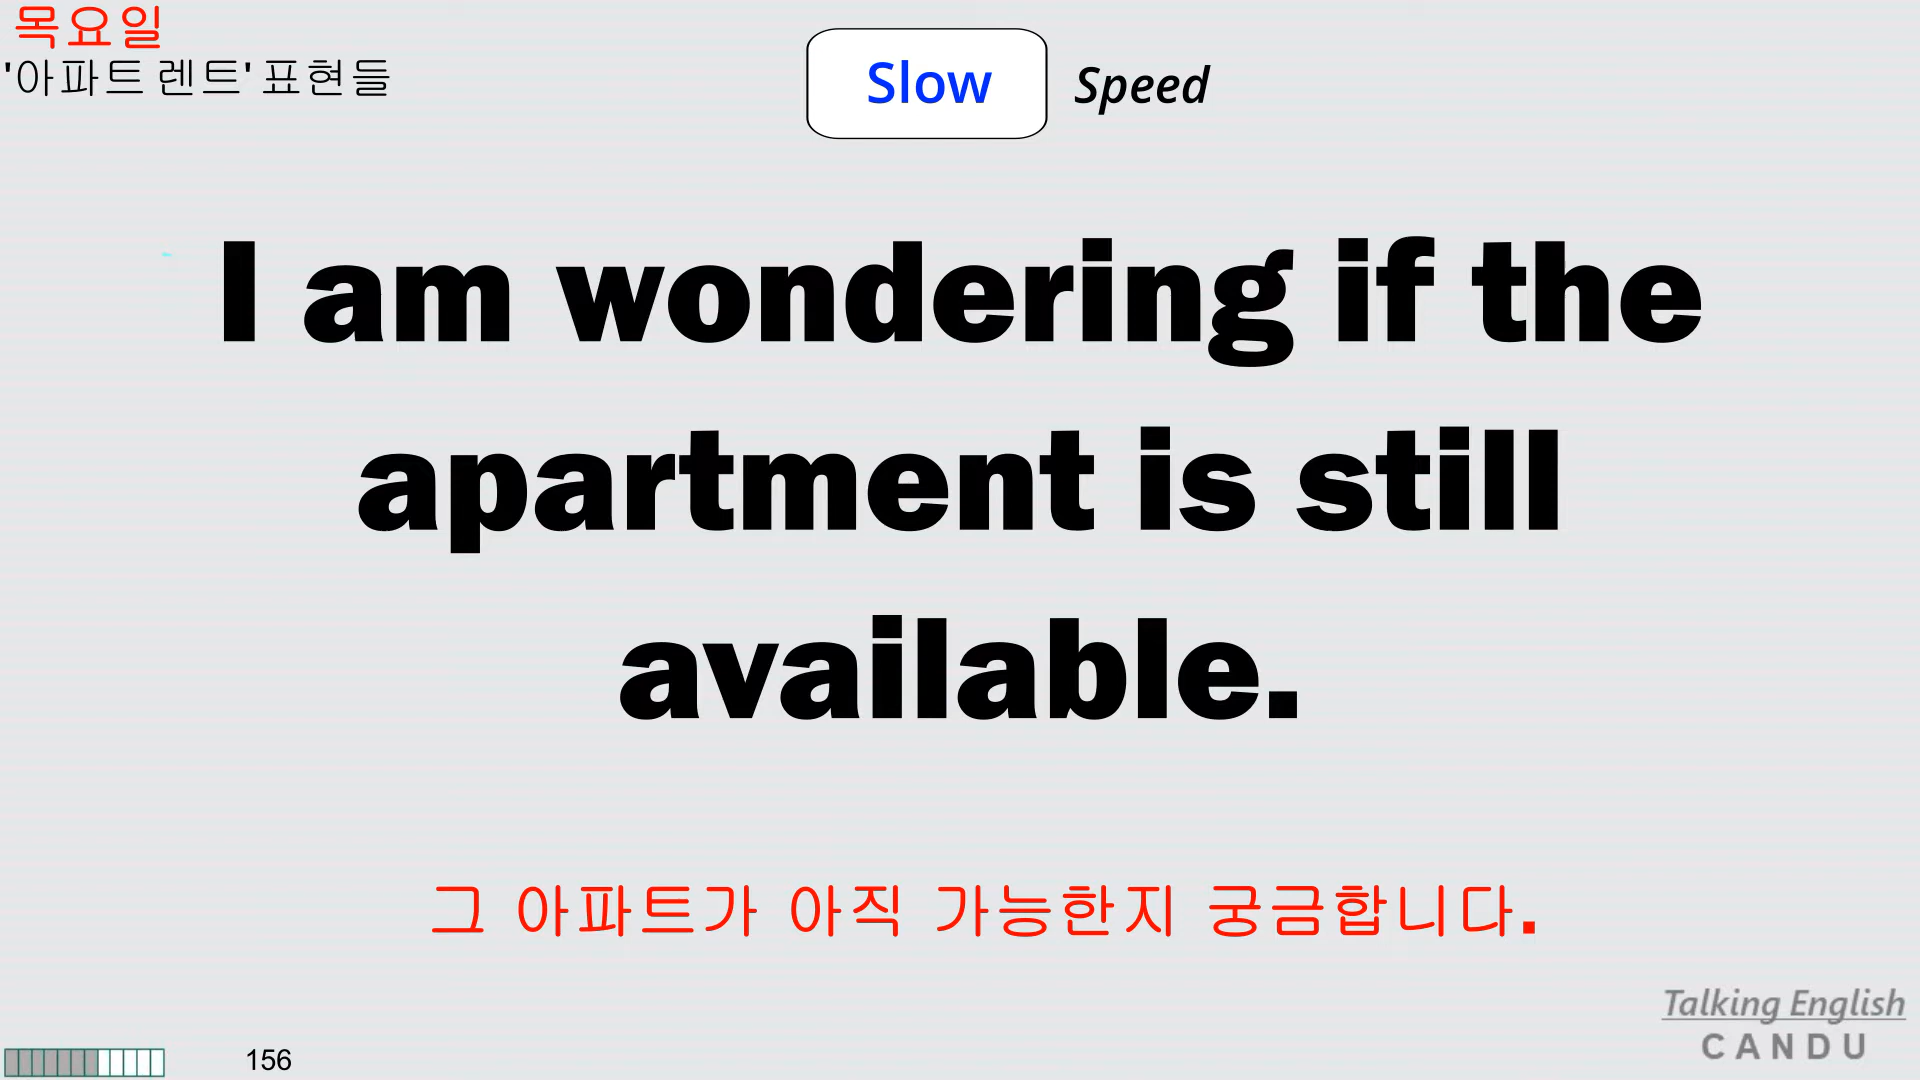 목요일
'아파트 렌트' 표현들
Slow Speed
I am wondering if the
apartment is still
available.
그 아파트가 아직 가능한지 궁금합니다.
Talking English
CANDU
156